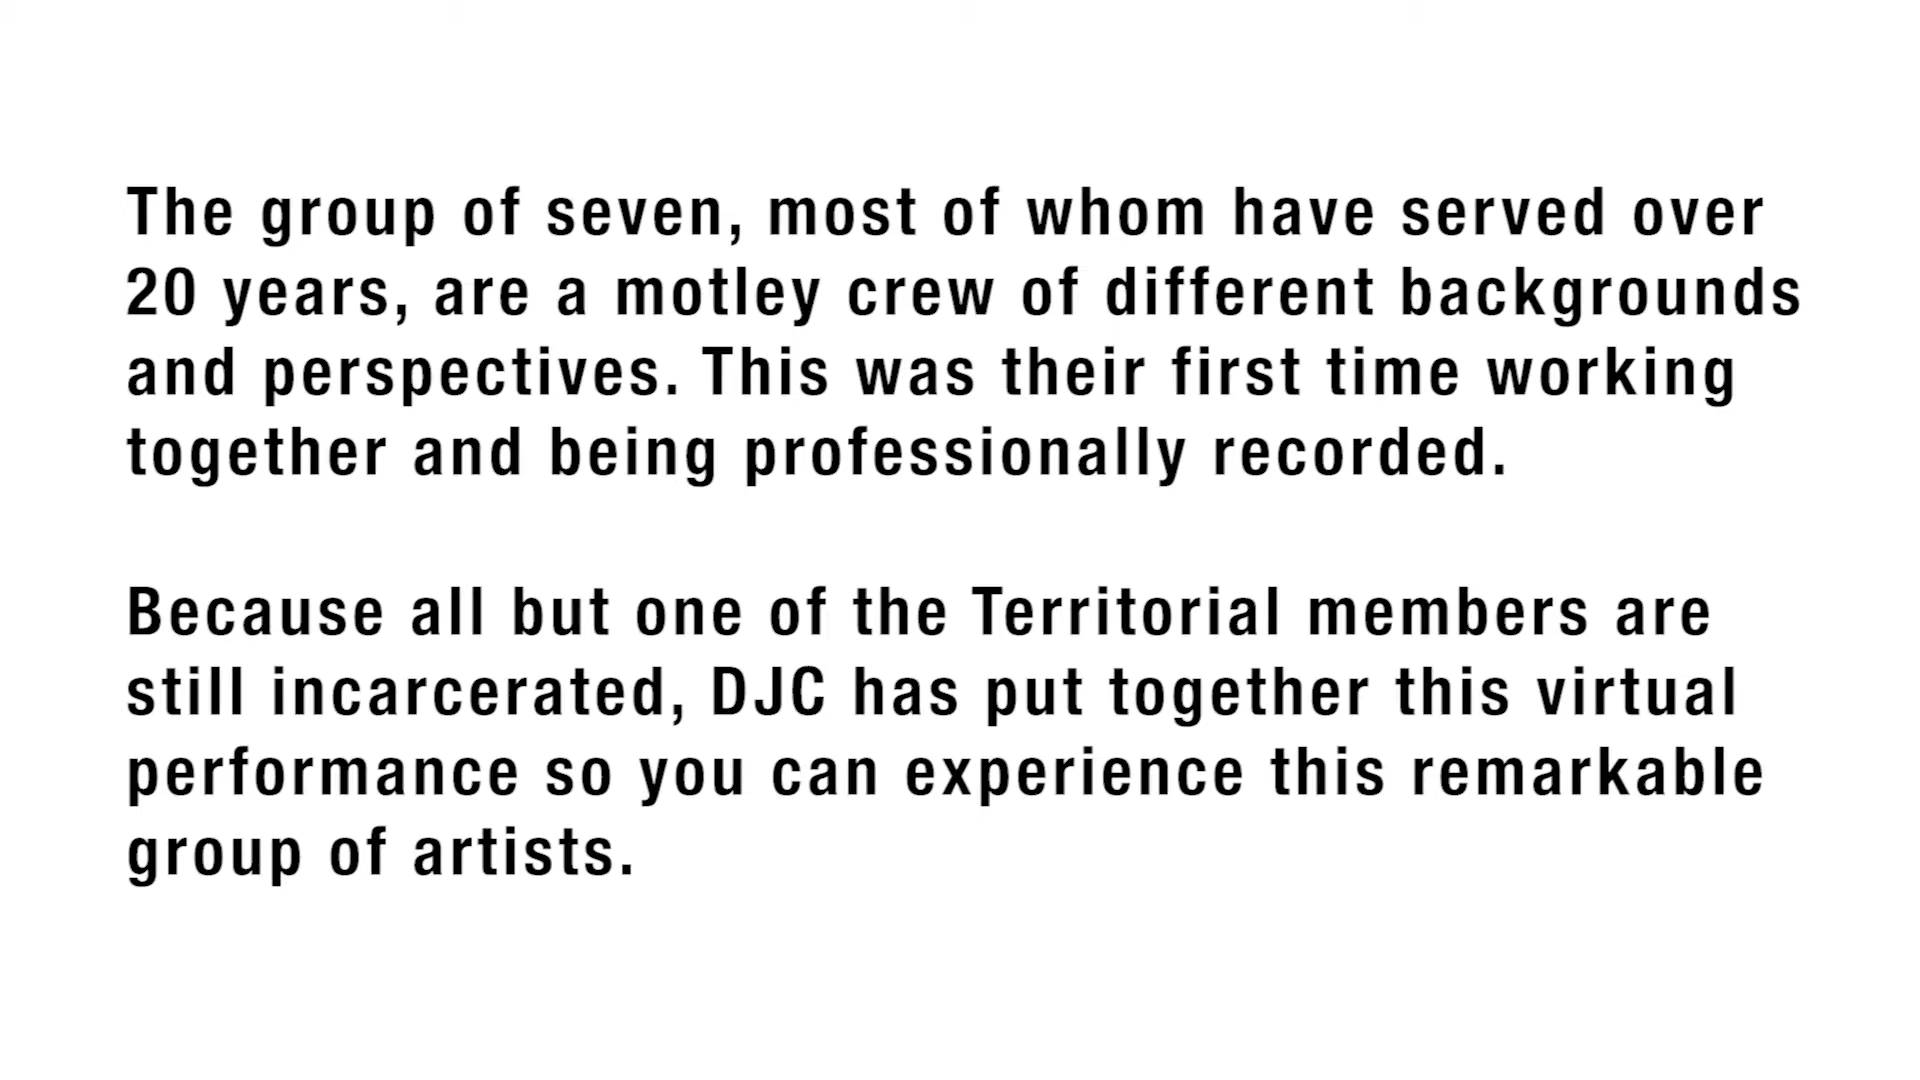 The group of seven, most of whom have served over
20 years, are a motley crew of different backgrounds
and perspectives. This was their first time working
together and being professionally recorded.
Because all but one of the Territorial members are
still incarcerated, DJC has put together this virtual
performance so you can experience this remarkable
group of artists.